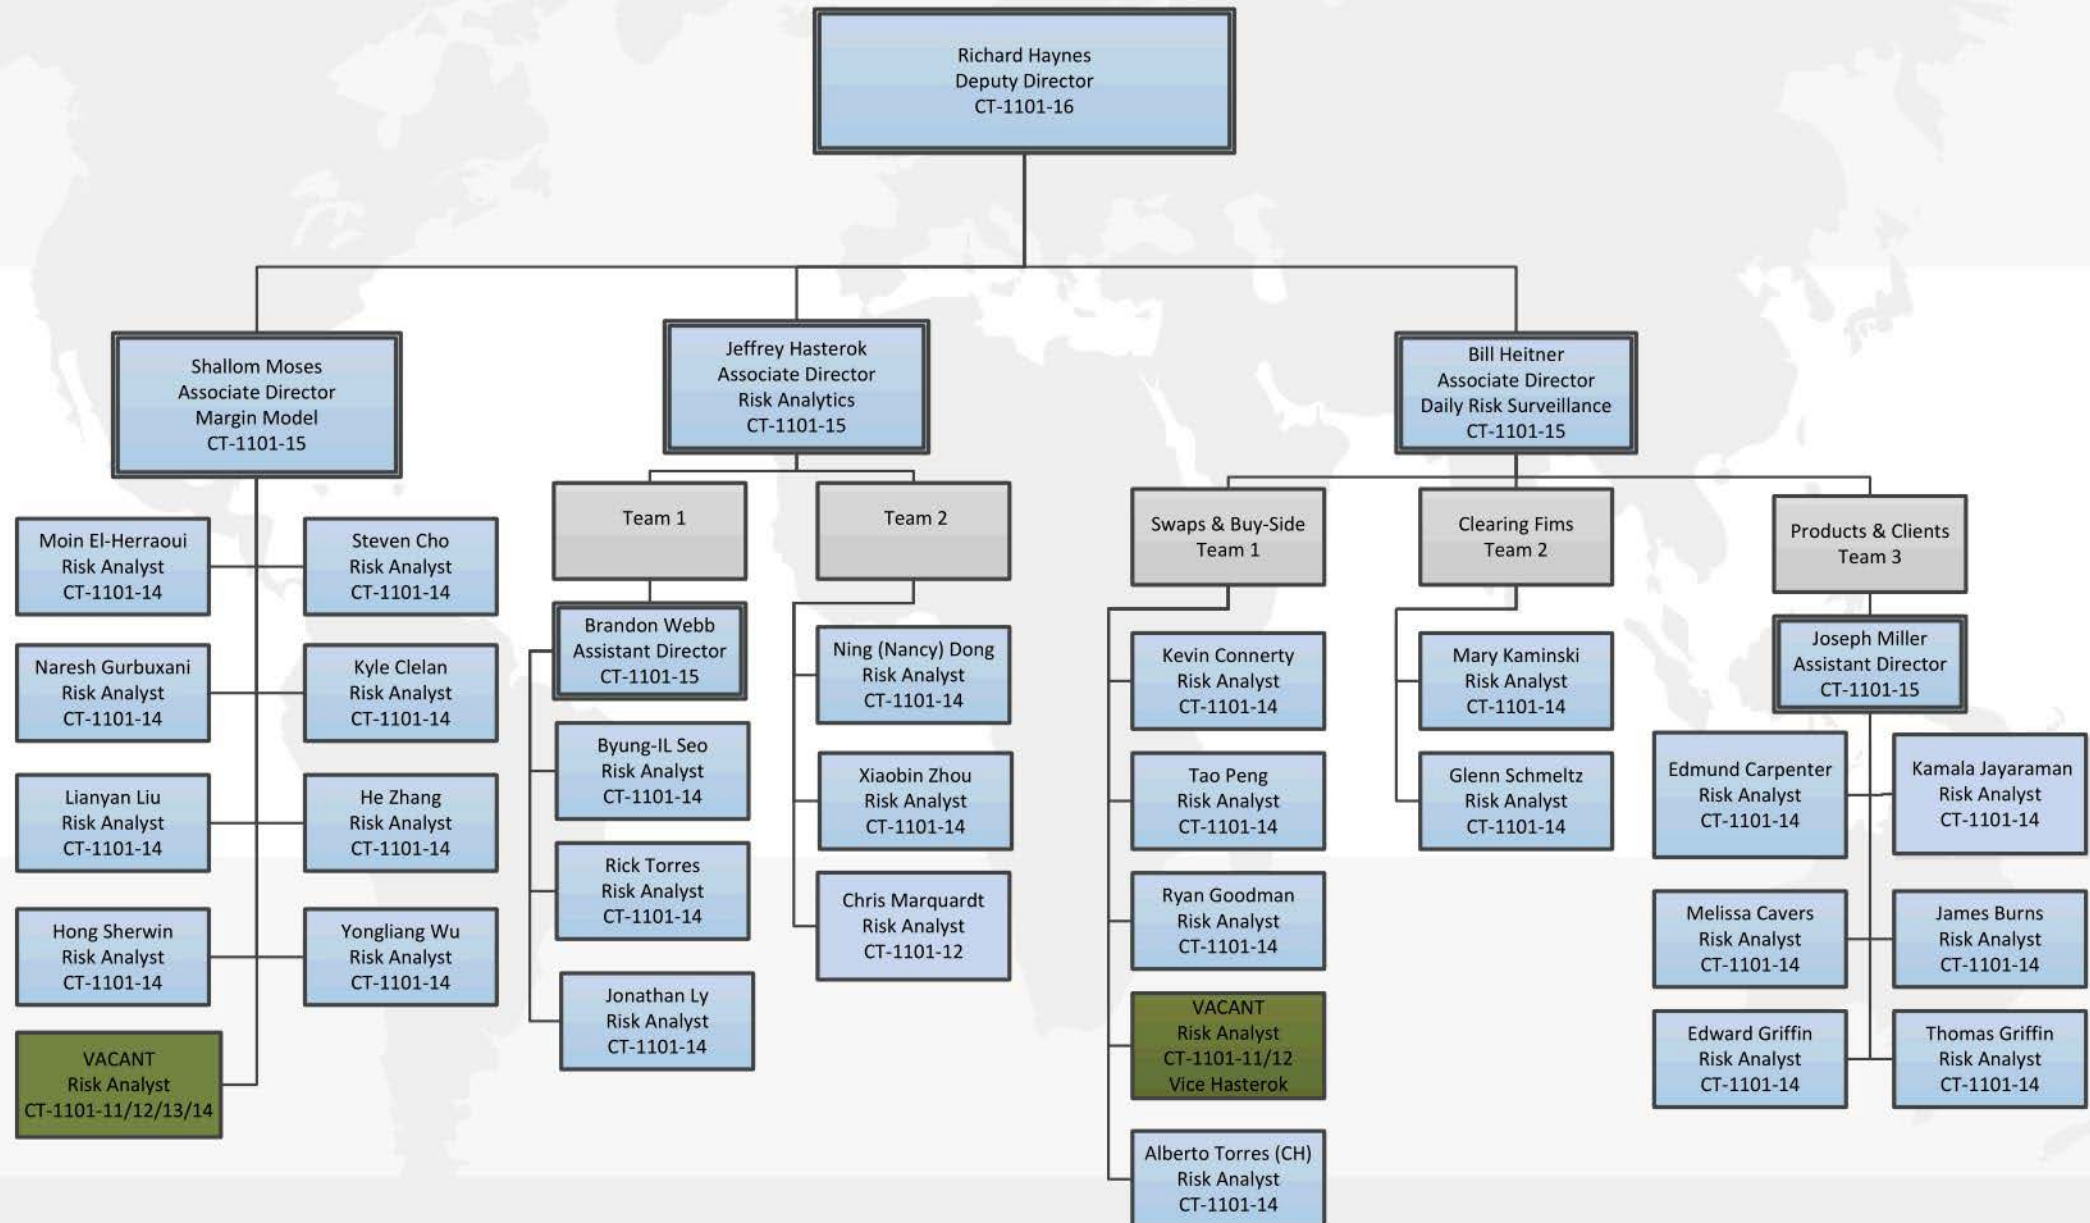 Richard Haynes
Deputy Director
CT-1101-16
Shallom Moses
Associate Director
Margin Model
CT-1101-15
Jeffrey Hasterok
Associate Director
Risk Analytics
CT-1101-15
Bill Heitner
Associate Director
Daily Risk Surveillance
CT-1101-15
Moin El-Herraoui
Risk Analyst
CT-1101-14
Steven Cho
Risk Analyst
CT-1101-14
Naresh Gurbuxani
Risk Analyst
CT-1101-14
Kyle Clelan
Risk Analyst
CT-1101-14
Lianyan Liu
Risk Analyst
CT-1101-14
He Zhang
Risk Analyst
CT-1101-14
Hong Sherwin
Risk Analyst
CT-1101-14
Yongliang Wu
Risk Analyst
CT-1101-14
VACANT
Risk Analyst
CT-1101-11/12/13/14
Team 1
Brandon Webb
Assistant Director
CT-1101-15
Byung-IL Seo
Risk Analyst
CT-1101-14
Rick Torres
Risk Analyst
CT-1101-14
Jonathan Ly
Risk Analyst
CT-1101-14
Team 2
Ning (Nancy) Dong
Risk Analyst
CT-1101-14
Xiaobin Zhou
Risk Analyst
CT-1101-14
Chris Marquardt
Risk Analyst
CT-1101-12
Swaps & Buy-Side
Team 1
Kevin Connerty
Risk Analyst
CT-1101-14
Tao Peng
Risk Analyst
CT-1101-14
Ryan Goodman
Risk Analyst
CT-1101-14
VACANT
Risk Analyst
CT-1101-11/12
Vice Hasterok
Alberto Torres (CH)
Risk Analyst
CT-1101-14
Clearing Fims
Team 2
Mary Kaminski
Risk Analyst
CT-1101-14
Glenn Schmeltz
Risk Analyst
CT-1101-14
Products & Clients
Team 3
Joseph Miller
Assistant Director
CT-1101-15
Edmund Carpenter
Risk Analyst
CT-1101-14
Kamala Jayaraman
Risk Analyst
CT-1101-14
Melissa Cavers
Risk Analyst
CT-1101-14
James Burns
Risk Analyst
CT-1101-14
Edward Griffin
Risk Analyst
CT-1101-14
Thomas Griffin
Risk Analyst
CT-1101-14